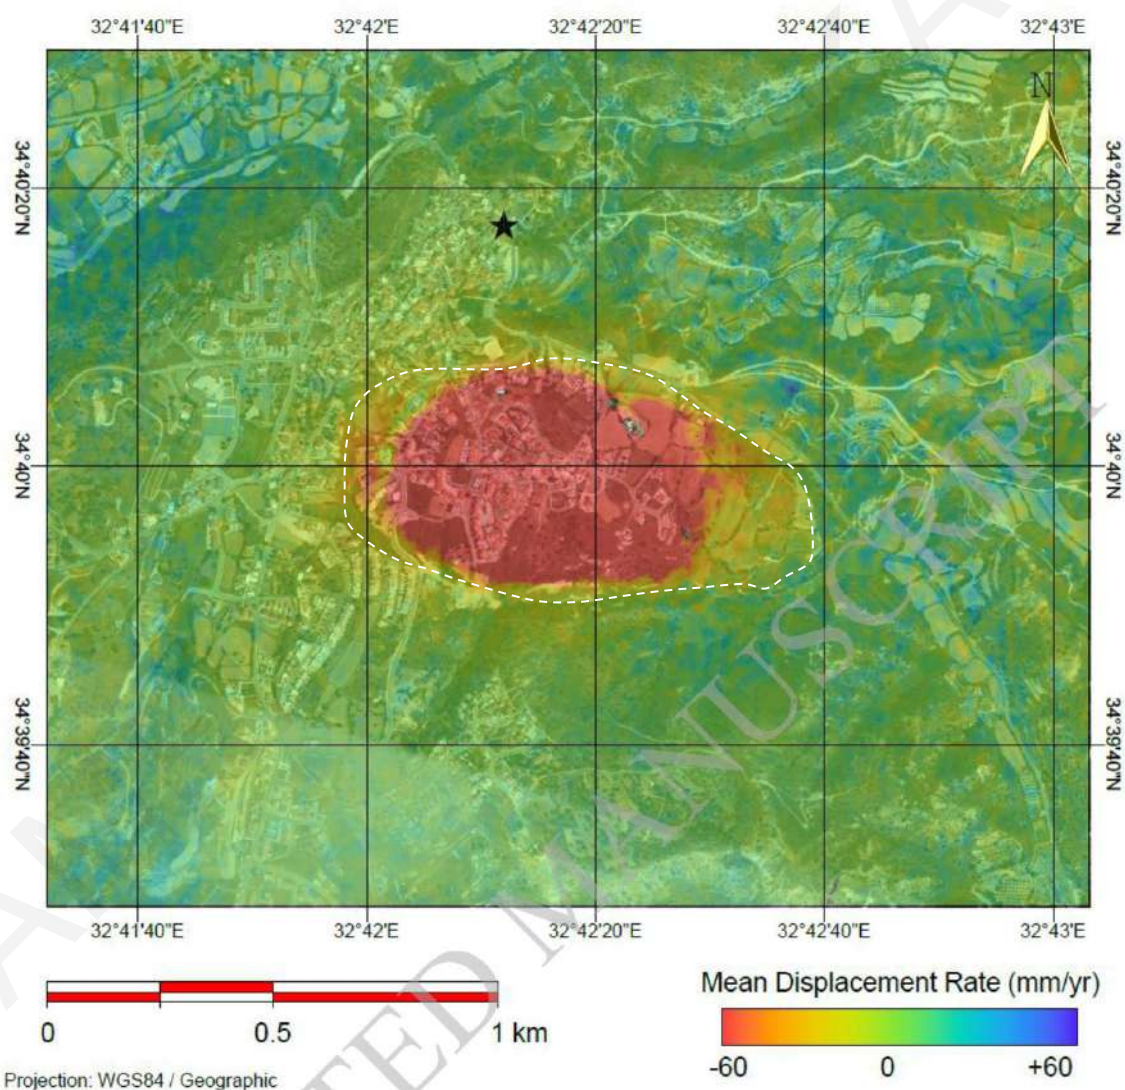 32°41'40"E 32°42'E 32°42'20"E 32°42'40"E 32°43'E
N
34°40'20"N 34°40'20"N
34°40'N 34°40'N
34°39'40"N 34°39'40"N
32°41'40"E 32°42'E 32°42'20"E 32°42'40"E 32°43'E
Mean Displacement Rate (mm/yr)
0 0.5 1 km
-60 0 +60
Projection: WGS84 / Geographic
TED MANUSCRIPT